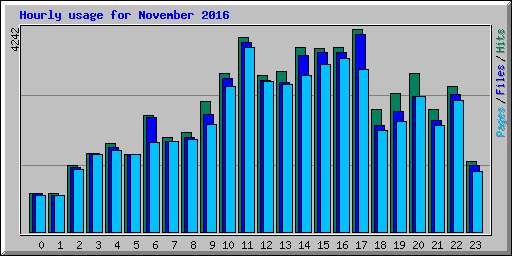 Hourly usage for November 2016
4242
Pages/Files/Hits
0 1 2 3 4 5 6 7 8 9 10 11 12 13 14 15 16 17 18 19 20 21 22 23